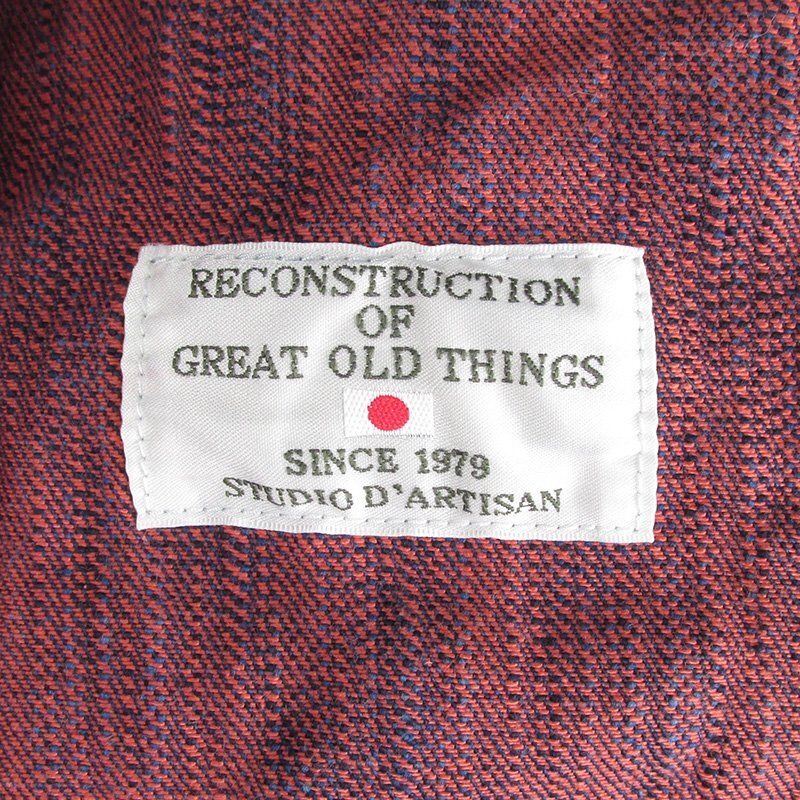 RECONSTRUCTION
OF
GREAT OLD THINGS
SINCE 1979
STUDIO D'ARTISAN